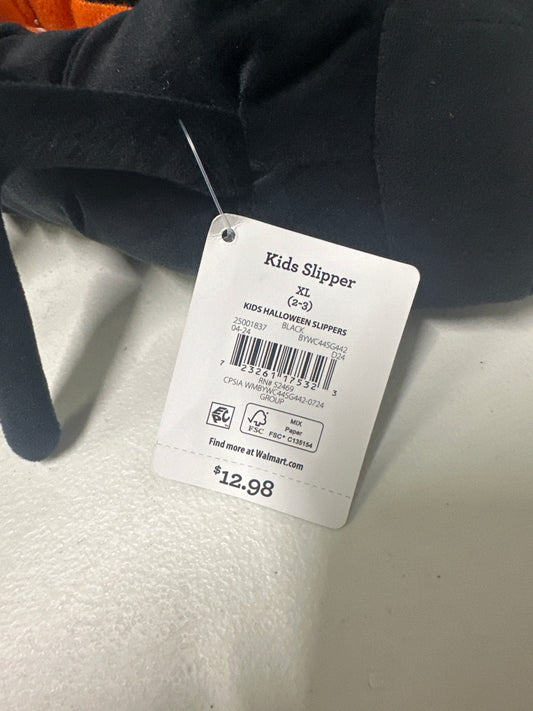 Kids Slipper
XL
(2-3)
KIDS HALLOWEEN SLIPPERS
25001837 BLACK BYWC44SG442
04-24 D24
7 23261 17532 3
RN# 52469
CPSIA WMBYWC44SG442-0724
GROUP
FSC
MIX
Paper
FSC® C135154
Find more at Walmart.com
$12.98